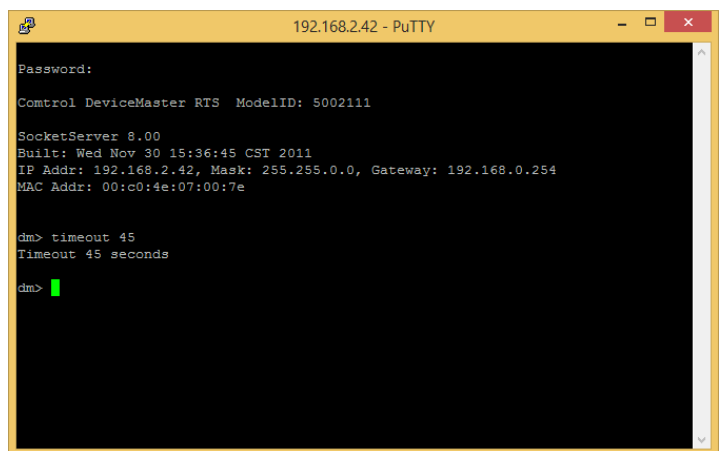 192.168.2.42 - PuTTY
Password:
Comtrol DeviceMaster RTS  ModelID: 5002111
SocketServer 8.00
Built: Wed Nov 30 15:36:45 CST 2011
IP Addr: 192.168.2.42, Mask: 255.255.0.0, Gateway: 192.168.0.254
MAC Addr: 00:c0:4e:07:00:7e
dm> timeout 45
Timeout 45 seconds
dm>